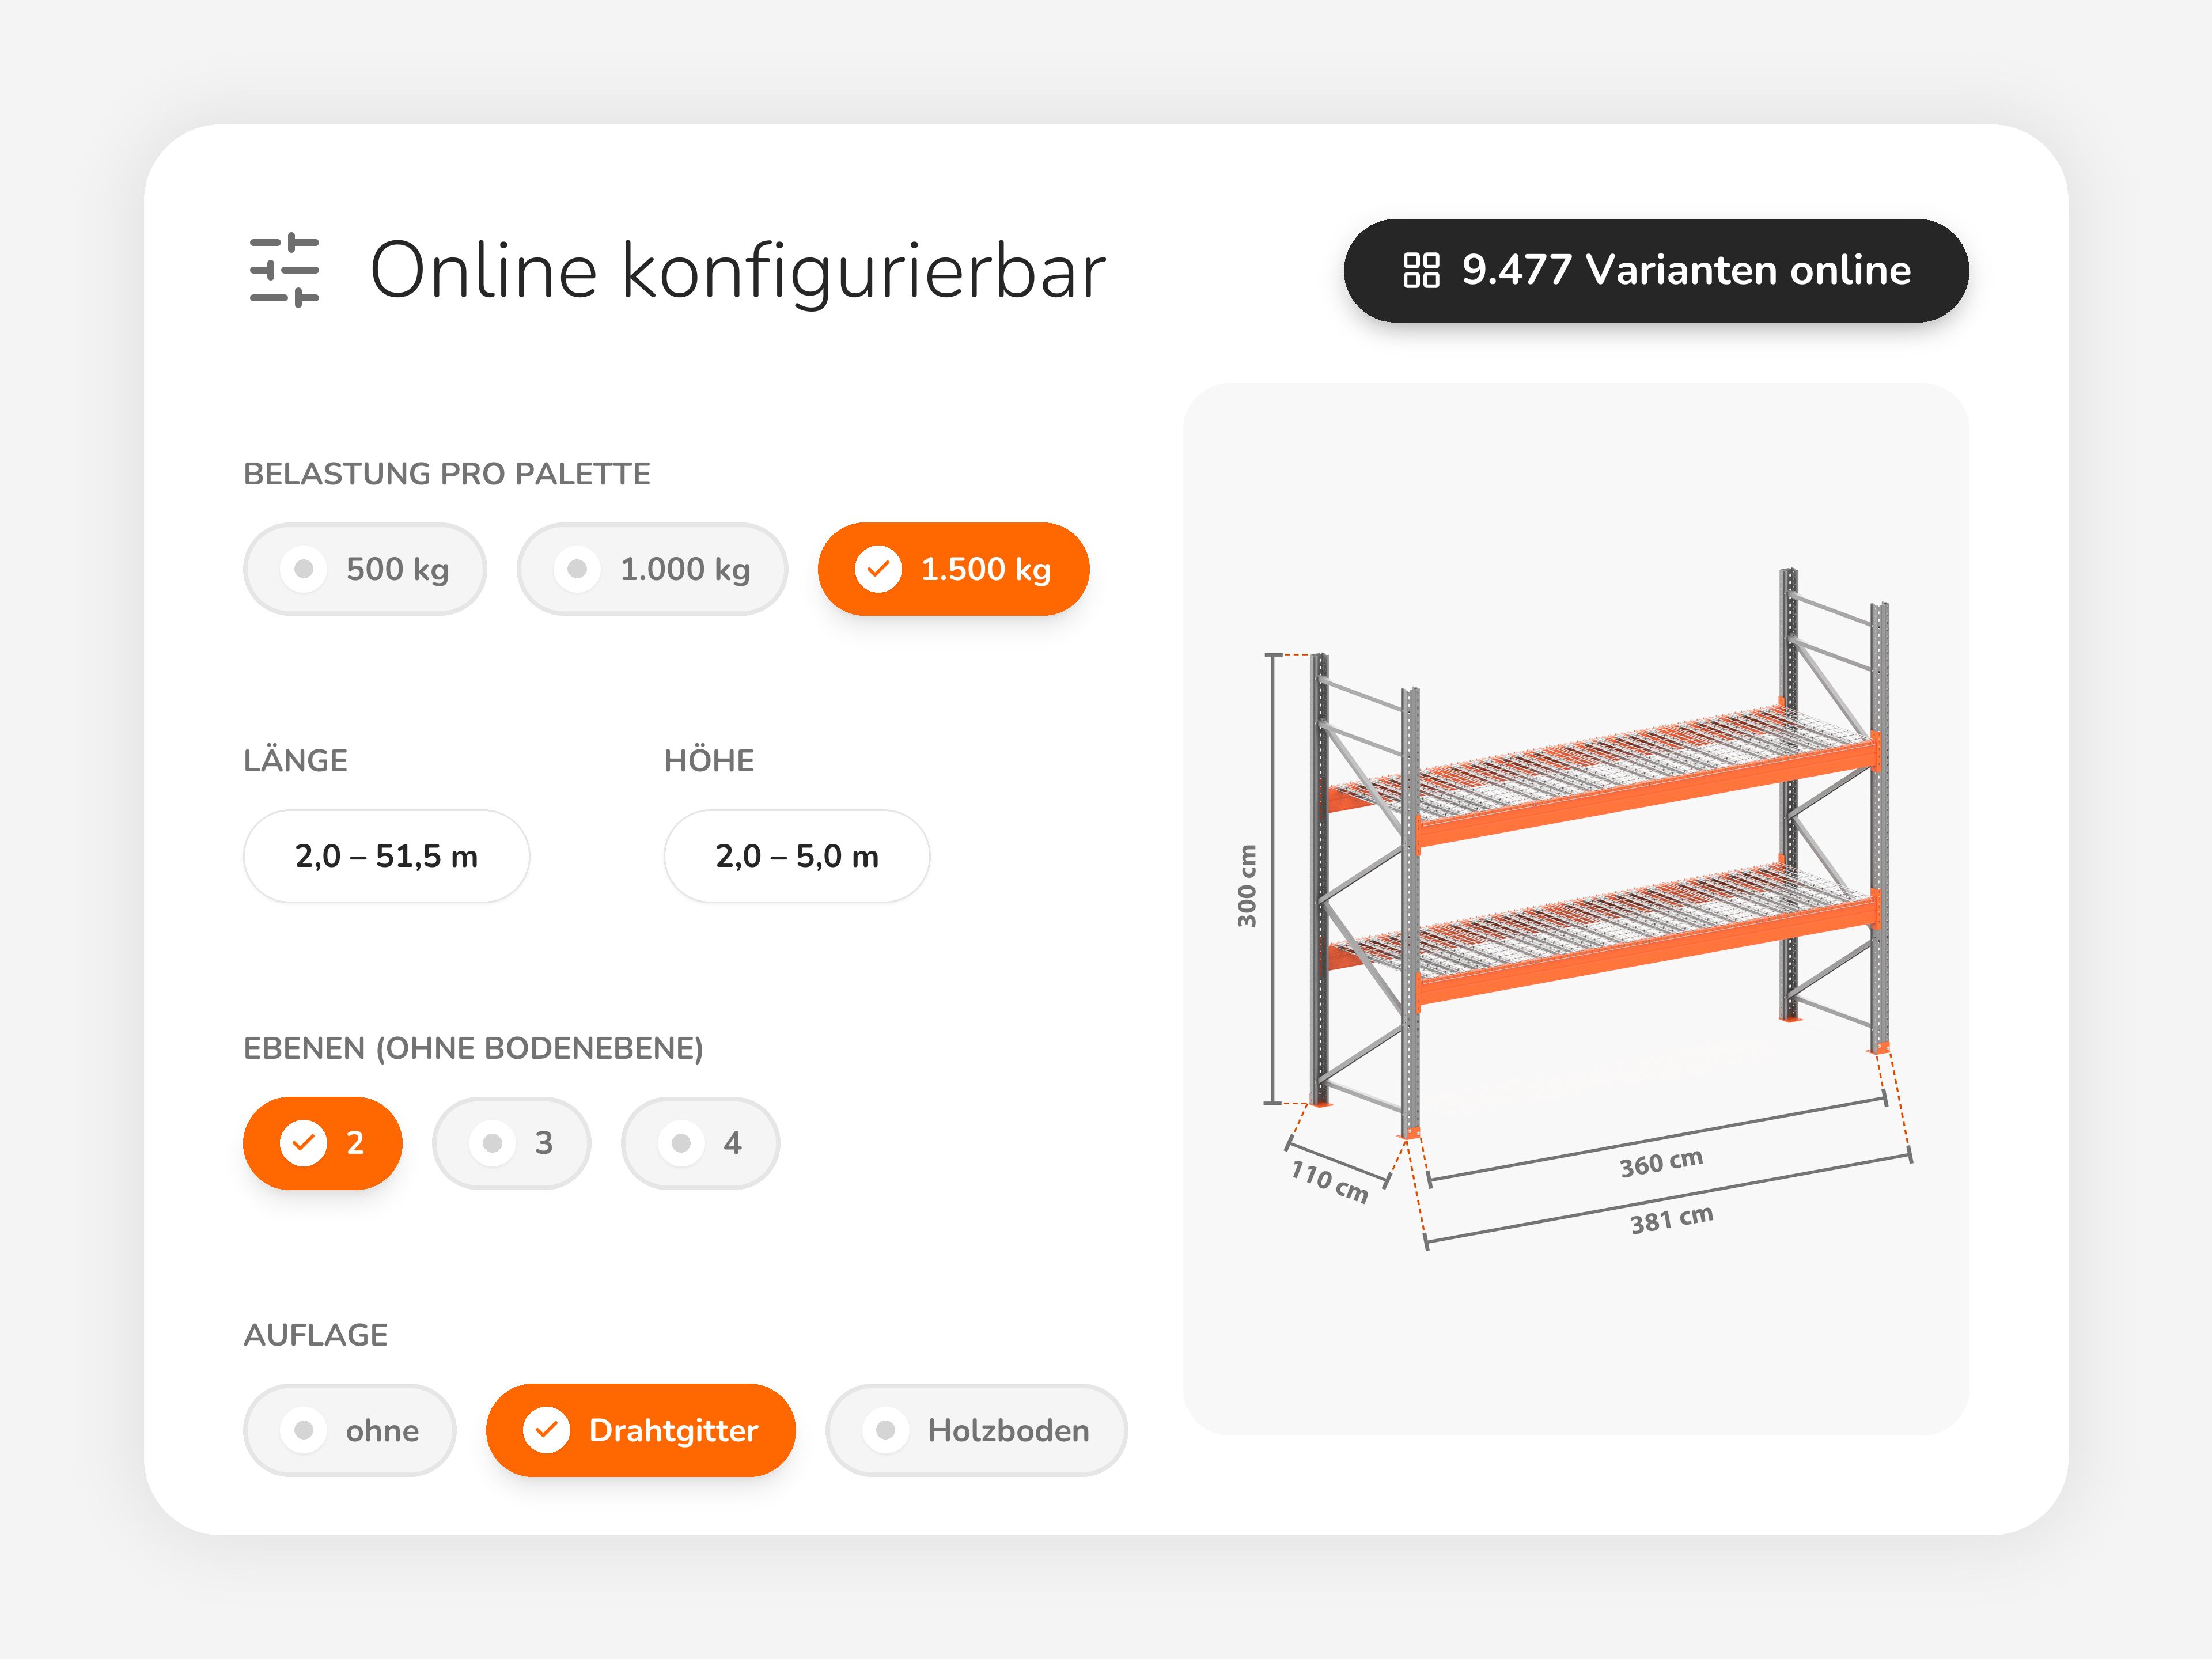 Online konfigurierbar
9.477 Varianten online
BELASTUNG PRO PALETTE
500 kg
1.000 kg
1.500 kg
LÄNGE
HÖHE
2,0 – 51,5 m
2,0 – 5,0 m
EBENEN (OHNE BODENEBENE)
2
3
4
AUFLAGE
ohne
Drahtgitter
Holzboden
300 cm
110 cm
360 cm
381 cm